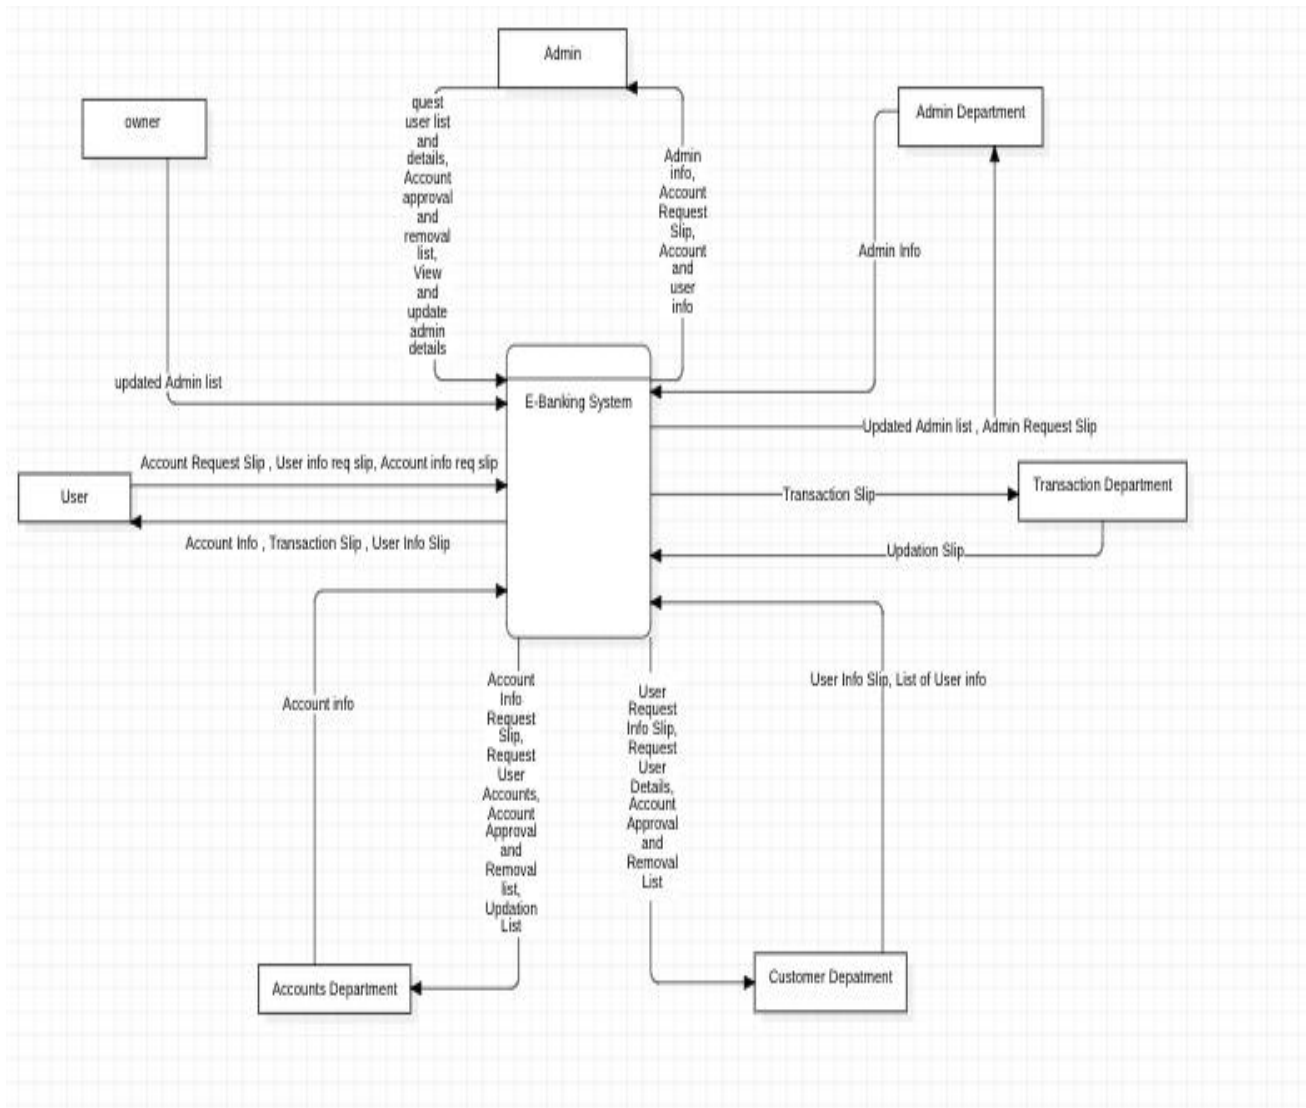 Admin
owner
Admin Department
quest
user list
and
details,
Account
approval
and
removal
list,
View
and
update
admin
details
Admin
info,
Account
Request
Slip,
Account
and
user
info
Admin Info
updated Admin list
E-Banking System
Updated Admin list , Admin Request Slip
Account Request Slip , User info req slip, Account info req slip
User
Transaction Slip
Transaction Department
Account Info , Transaction Slip , User Info Slip
Updation Slip
Account info
Account
Info
Request
Slip,
Request
User
Accounts,
Account
Approval
and
Removal
list,
Updation
List
User
Request
Info Slip,
Request
User
Details,
Account
Approval
and
Removal
List
User Info Slip, List of User info
Accounts Department
Customer Depatment